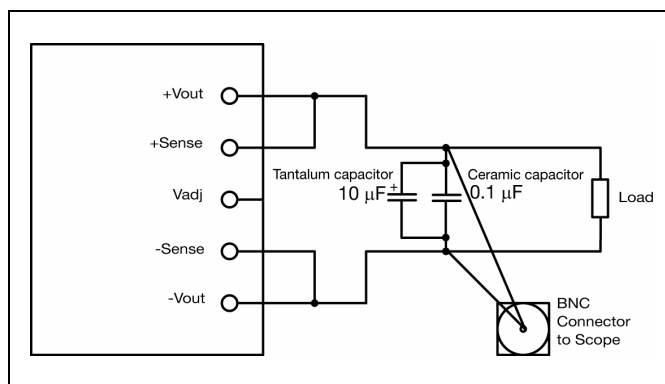 +Vout
+Sense
Vadj
-Sense
-Vout
Tantalum capacitor
10 µF
+
Ceramic capacitor
0.1 µF
Load
BNC
Connector
to Scope